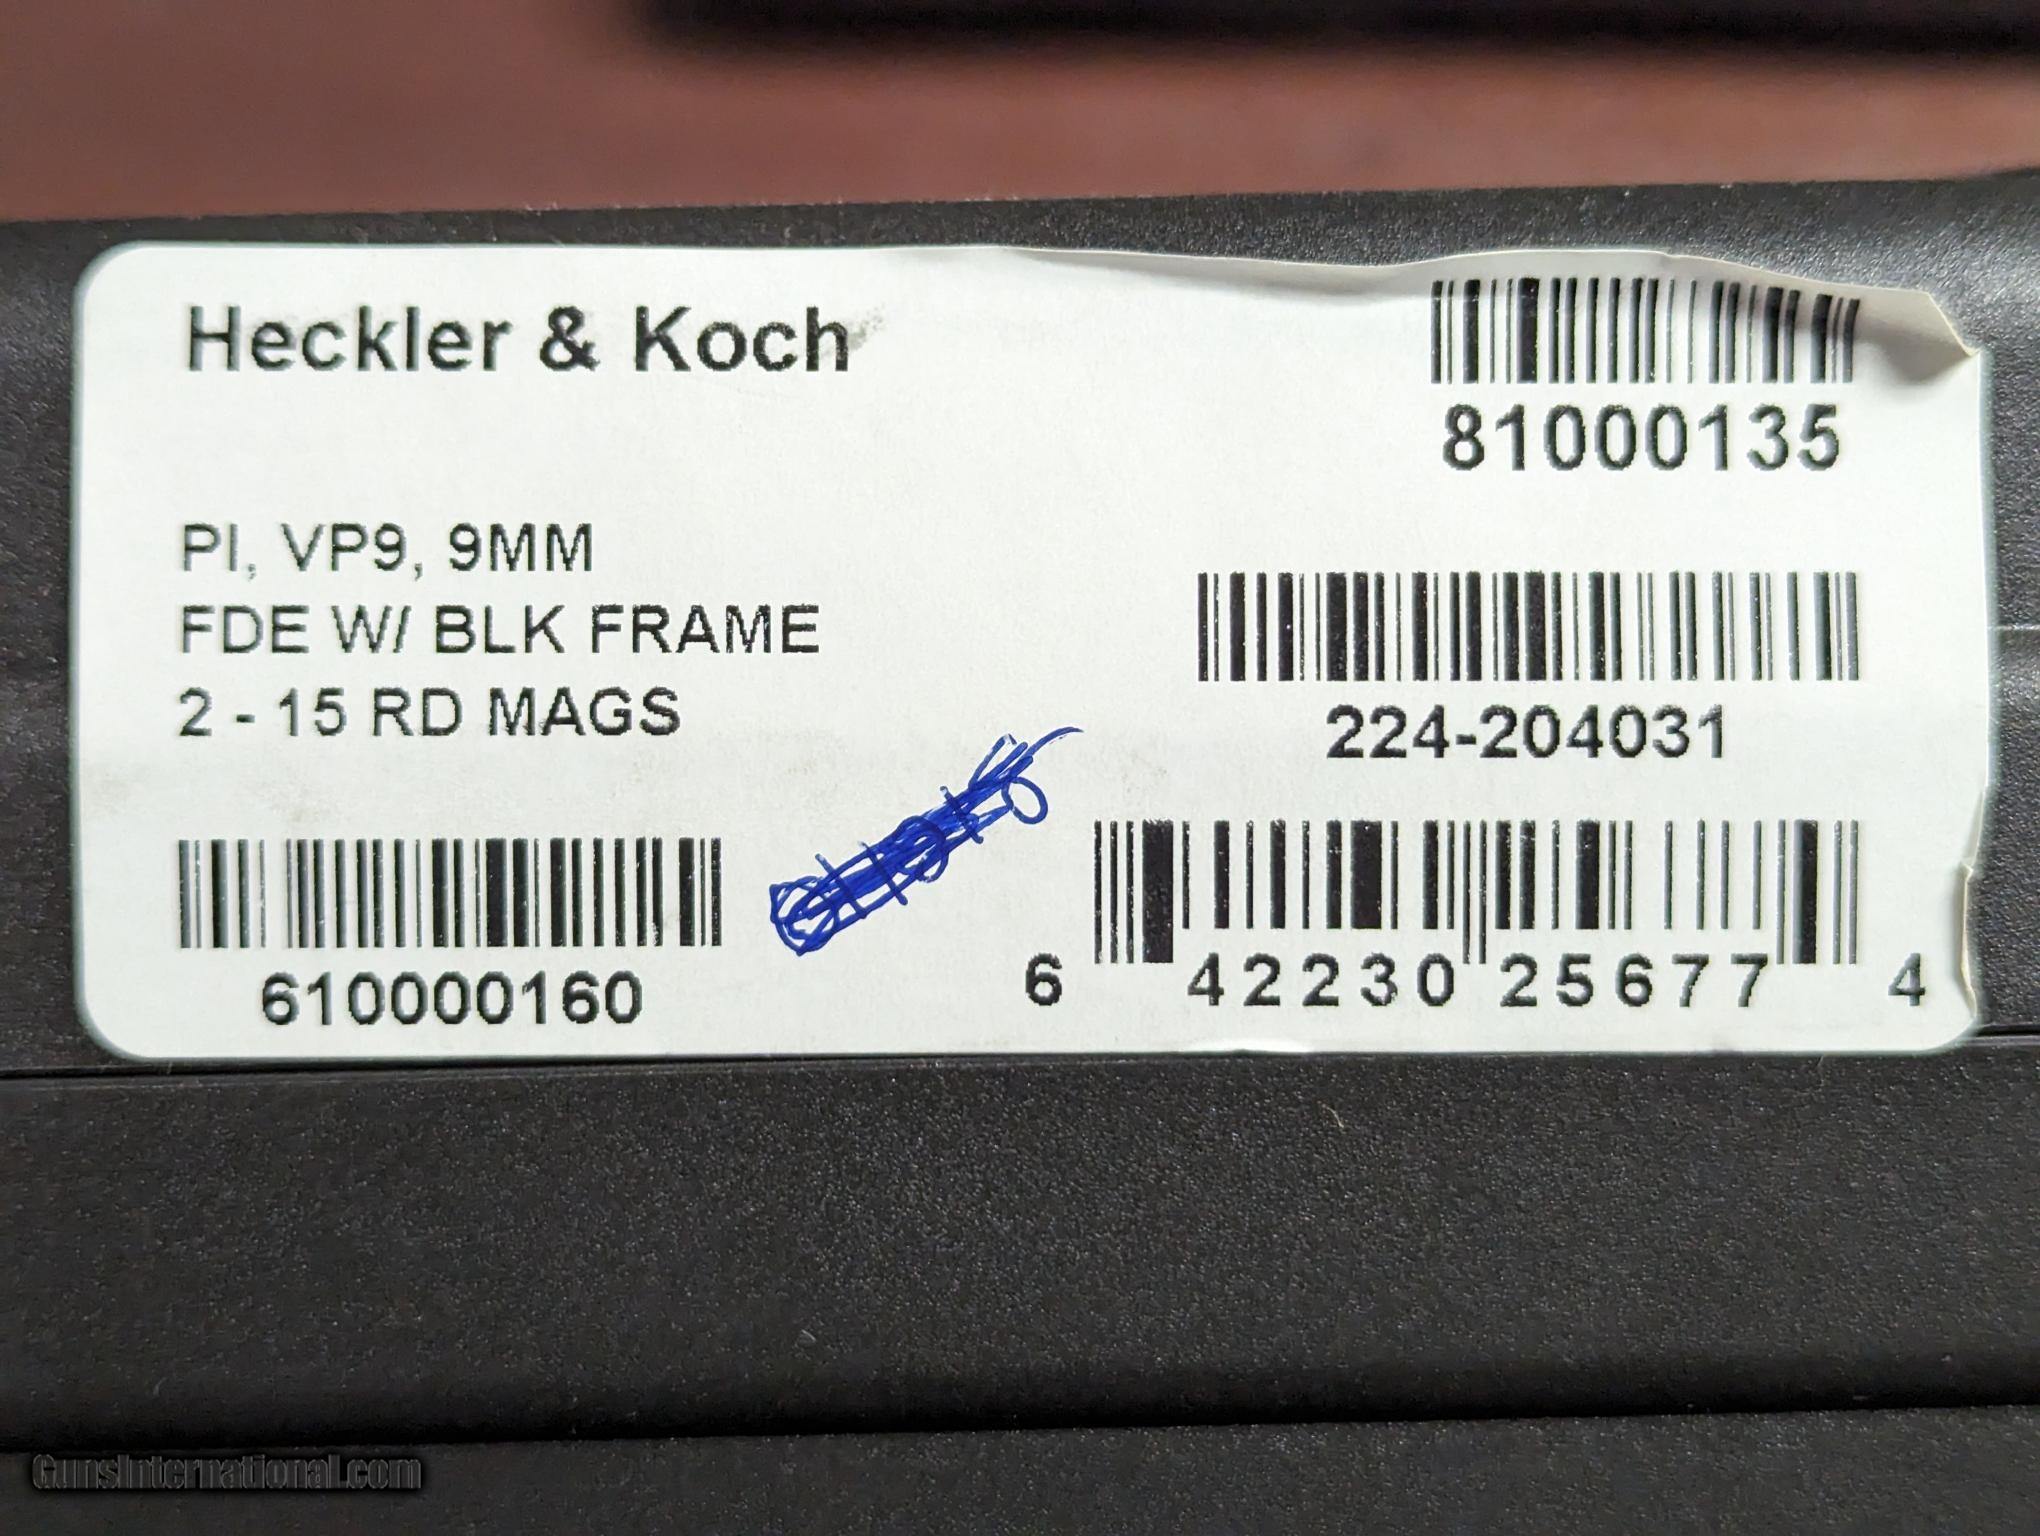 Heckler & Koch
81000135
PI, VP9, 9MM
FDE W/ BLK FRAME
2 - 15 RD MAGS
224-204031
610000160
6 42230 25677 4
GunsInternational.com